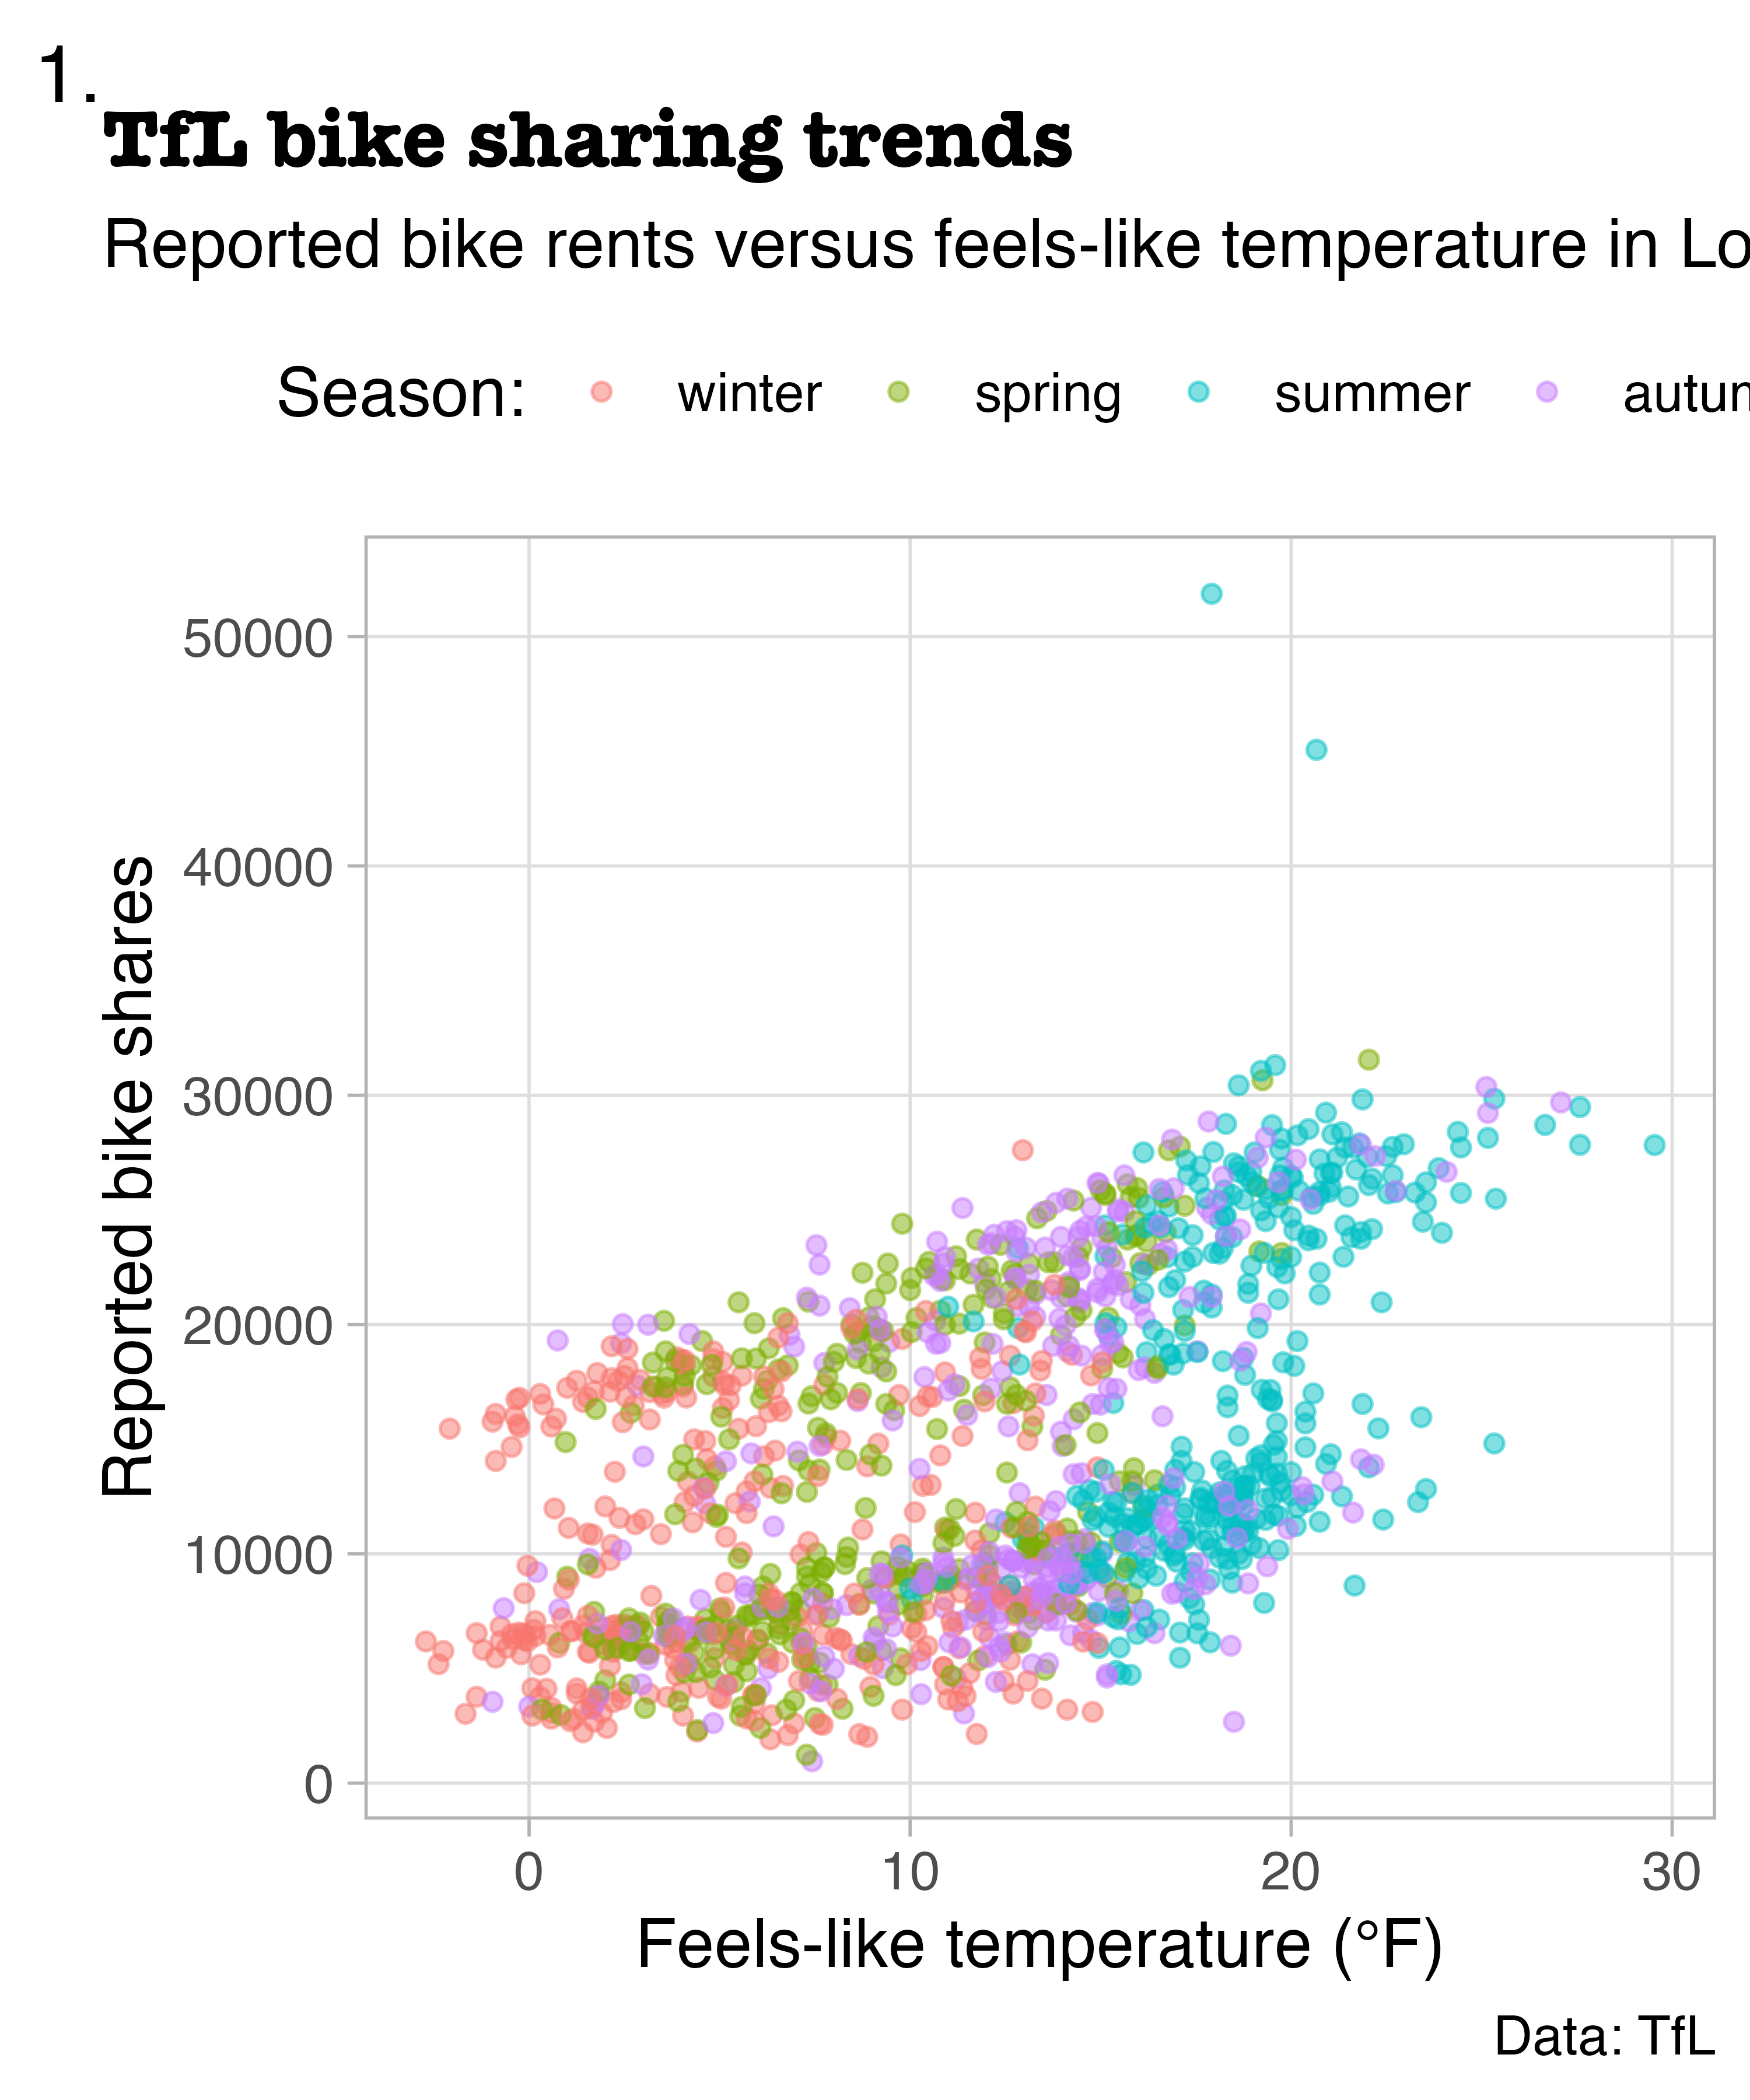 1.
TfL bike sharing trends
Reported bike rents versus feels-like temperature in Lo
Season: winter spring summer autum
50000
40000
30000
20000
10000
0
Reported bike shares
0 10 20 30
Feels-like temperature (°F)
Data: TfL